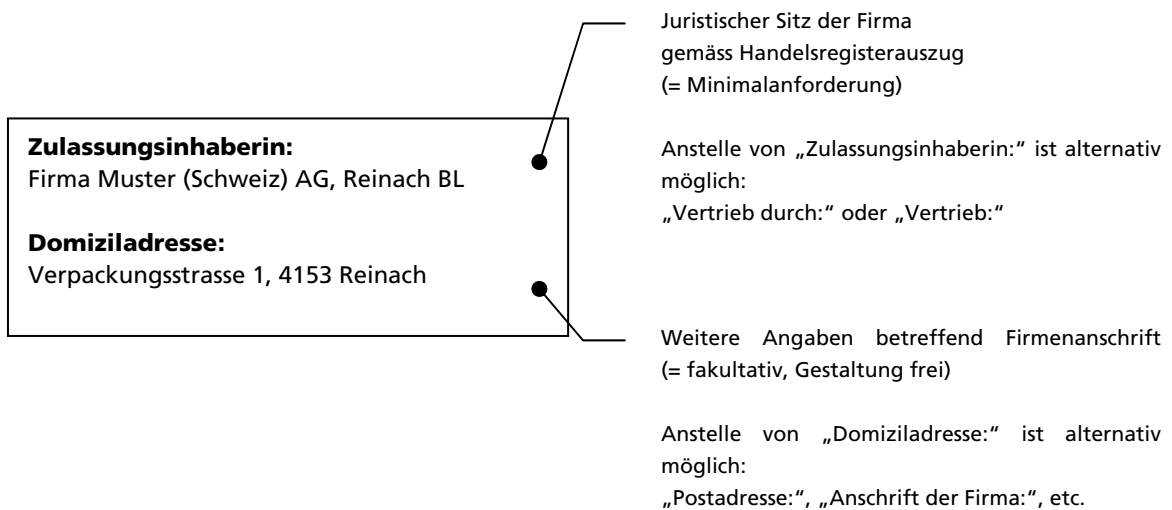 Juristischer Sitz der Firma
gemäss Handelsregisterauszug
(= Minimalanforderung)
Zulassungsinhaberin:
Firma Muster (Schweiz) AG, Reinach BL
Domiziladresse:
Verpackungsstrasse 1, 4153 Reinach
Anstelle von „Zulassungsinhaberin:“ ist alternativ
möglich:
„Vertrieb durch:“ oder „Vertrieb:“
Weitere Angaben betreffend Firmenanschrift
(= fakultativ, Gestaltung frei)
Anstelle von „Domiziladresse:“ ist alternativ
möglich:
„Postadresse:“, „Anschrift der Firma:“, etc.